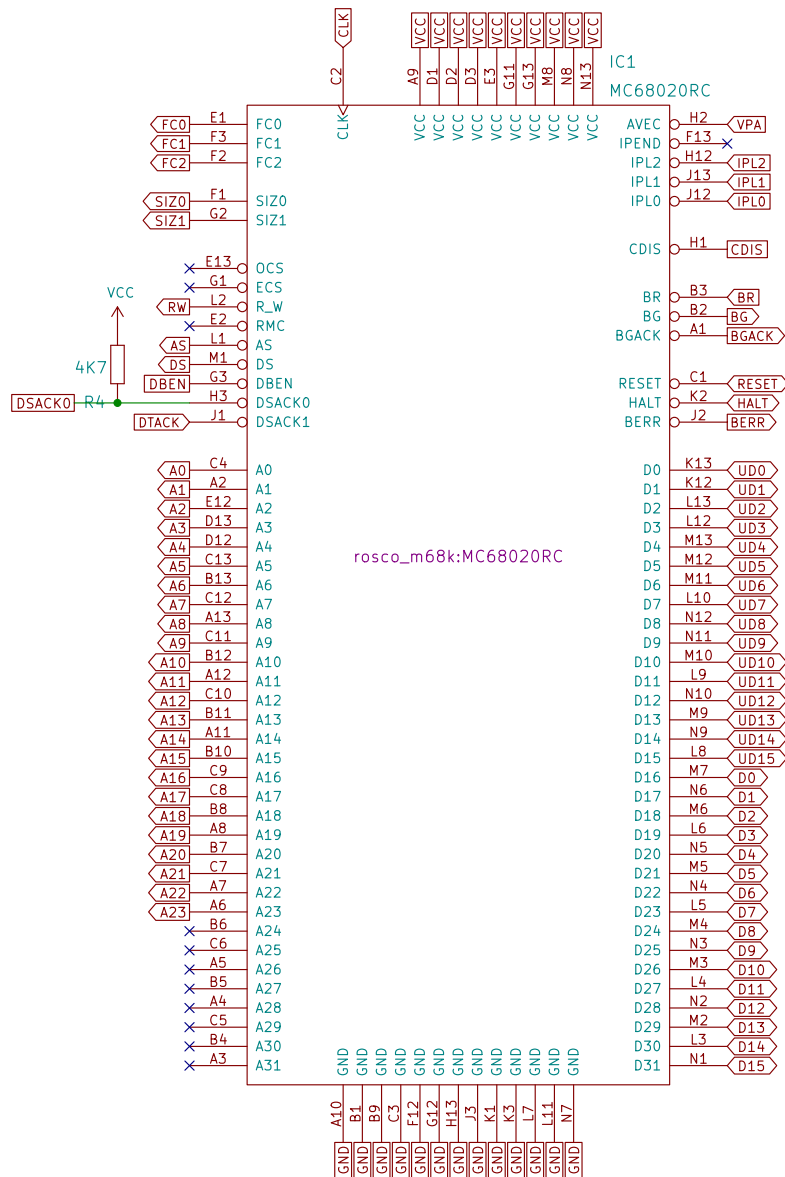 CLK VCC VCC VCC VCC VCC VCC VCC VCC VCC VCC
C2 A9 D1 D2 D3 E3 G11 G13 M8 N8 N13
IC1
MC68020RC
CLK VCC VCC VCC VCC VCC VCC VCC VCC VCC VCC
FC0 E1 FC0 AVEC H2 VPA
FC1 F3 FC1 IPEND F13
FC2 F2 FC2 IPL2 H12 IPL2
IPL1 J13 IPL1
SIZ0 F1 SIZ0 IPL0 J12 IPL0
SIZ1 G2 SIZ1
CDIS H1 CDIS
E13 OCS
G1 ECS
VCC
BR B3 BR
RW L2 R_W
BG B2 BG
E2 RMC
BGACK A1 BGACK
AS L1 AS
4K7 DS M1 DS
DBEN G3 DBEN RESET C1 RESET
DSACK0 R4 H3 DSACK0 HALT K2 HALT
DTACK J1 DSACK1 BERR J2 BERR
A0 C4 A0 D0 K13 UD0
A1 A2 A1 D1 K12 UD1
A2 E12 A2 D2 L13 UD2
A3 D13 A3 D3 L12 UD3
A4 D12 A4 D4 M13 UD4
rosco_m68k:MC68020RC
A5 C13 A5 D5 M12 UD5
A6 B13 A6 D6 M11 UD6
A7 C12 A7 D7 L10 UD7
A8 A13 A8 D8 N12 UD8
A9 C11 A9 D9 N11 UD9
A10 B12 A10 D10 M10 UD10
A11 A12 A11 D11 L9 UD11
A12 C10 A12 D12 N10 UD12
A13 B11 A13 D13 M9 UD13
A14 A11 A14 D14 N9 UD14
A15 B10 A15 D15 L8 UD15
A16 C9 A16 D16 M7 D0
A17 C8 A17 D17 N6 D1
A18 B8 A18 D18 M6 D2
A19 A8 A19 D19 L6 D3
A20 B7 A20 D20 N5 D4
A21 C7 A21 D21 M5 D5
A22 A7 A22 D22 N4 D6
A23 A6 A23 D23 L5 D7
B6 A24 D24 M4 D8
C6 A25 D25 N3 D9
A5 A26 D26 M3 D10
B5 A27 D27 L4 D11
A4 A28 D28 N2 D12
C5 A29 D29 M2 D13
B4 A30 D30 L3 D14
A3 A31 D31 N1 D15
GND GND GND GND GND GND GND GND GND GND GND GND GND
A10 B1 B9 C3 F12 G12 H13 J3 K1 K3 L7 L11 N7
GND GND GND GND GND GND GND GND GND GND GND GND GND